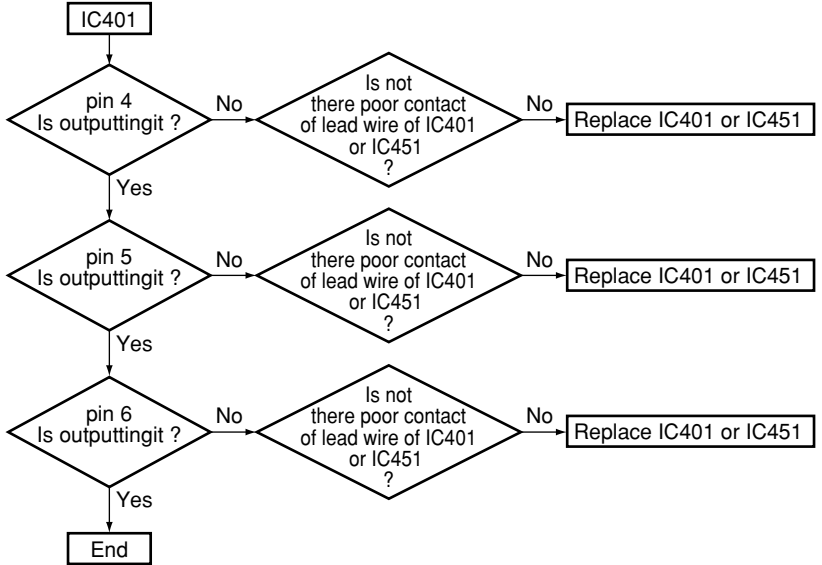 IC401
pin 4
Is outputtingit ?
No
Is not
there poor contact
of lead wire of IC401
or IC451
?
No
Replace IC401 or IC451
Yes
pin 5
Is outputtingit ?
No
Is not
there poor contact
of lead wire of IC401
or IC451
?
No
Replace IC401 or IC451
Yes
pin 6
Is outputtingit ?
No
Is not
there poor contact
of lead wire of IC401
or IC451
?
No
Replace IC401 or IC451
Yes
End